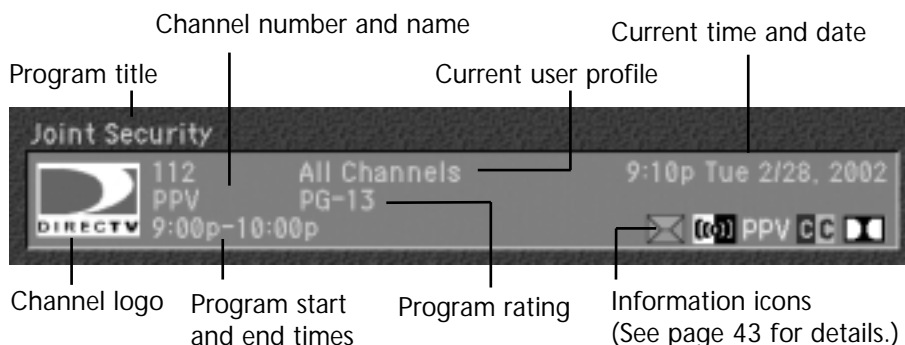 Channel number and name
Current time and date
Program title
Current user profile
Joint Security
112 All Channels 9:10p Tue 2/28, 2002
PPV PG-13
DIRECTV 9:00p-10:00p PPV CC
Channel logo
Program start
and end times
Program rating
Information icons
(See page 43 for details.)